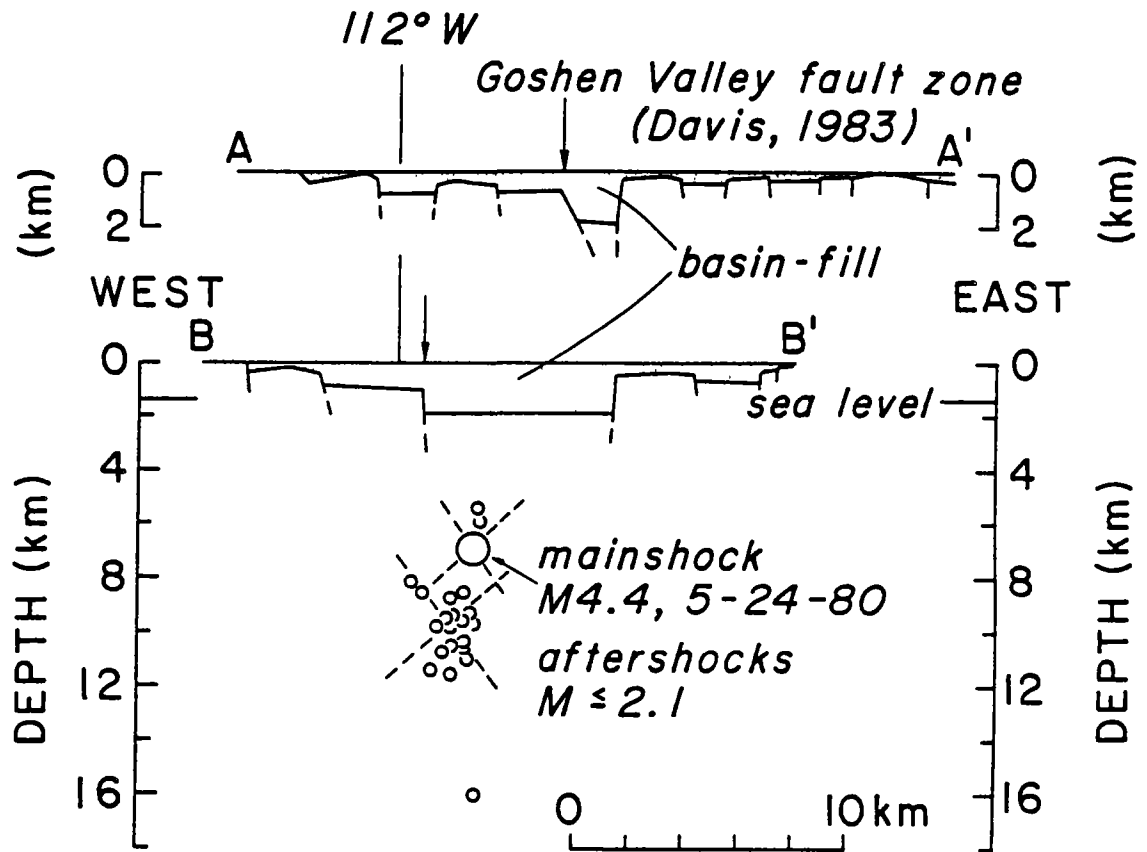 112° W
Goshen Valley fault zone
(Davis, 1983)
A
A'
0
2
(km)
0
2
(km)
basin-fill
WEST
EAST
B
B'
sea level
0
4
8
12
16
DEPTH (km)
0
4
8
12
16
DEPTH (km)
mainshock
M4.4, 5-24-80
aftershocks
M ≤ 2.1
0
10 km